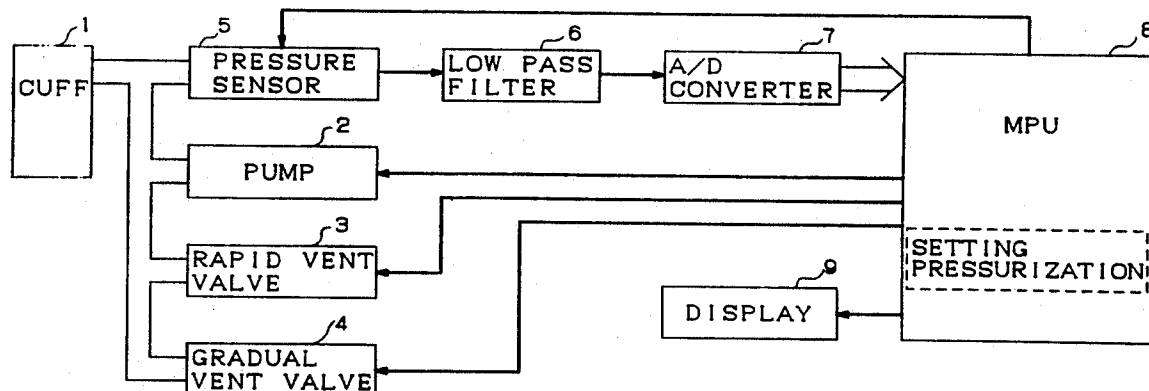 1
CUFF
5
PRESSURE
SENSOR
6
LOW PASS
FILTER
7
A/D
CONVERTER
8
MPU
SETTING
PRESSURIZATION
2
PUMP
3
RAPID VENT
VALVE
4
GRADUAL
VENT VALVE
9
DISPLAY